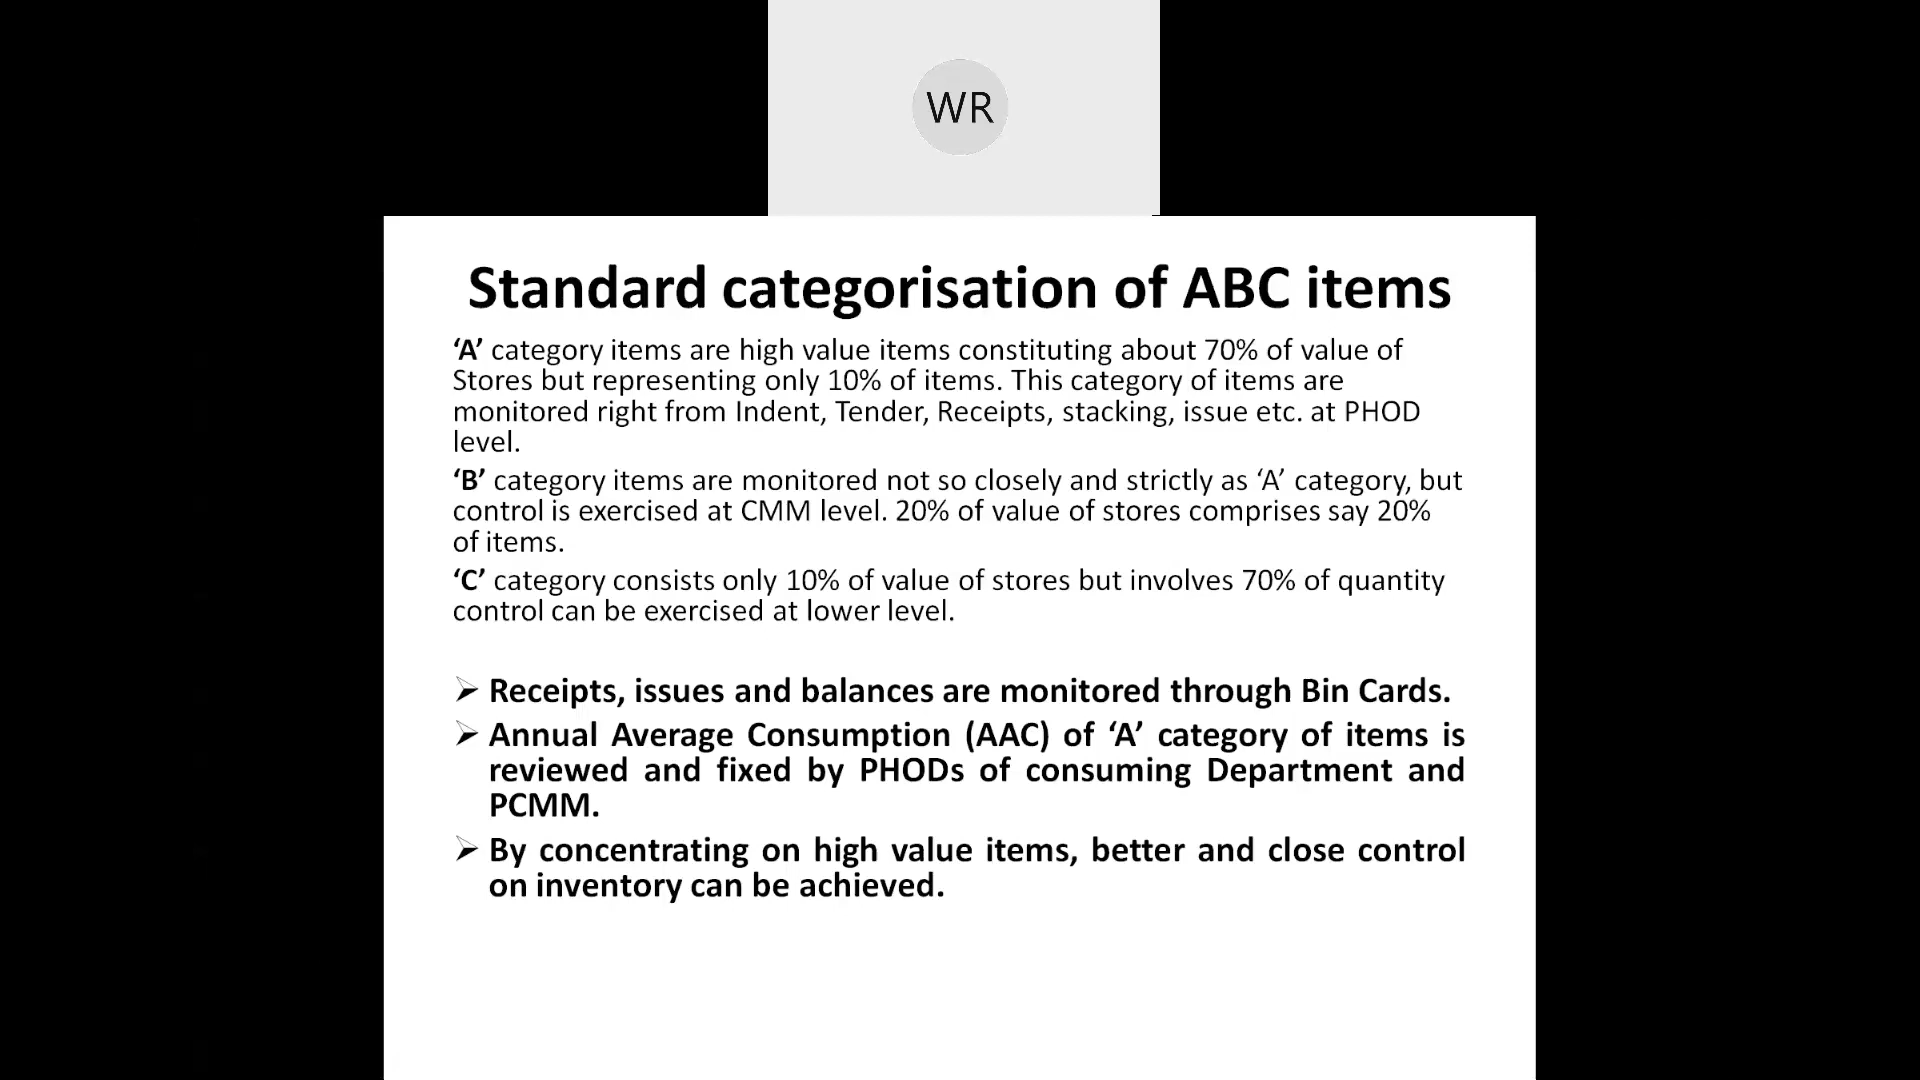 WR
Standard categorisation of ABC items
‘A’ category items are high value items constituting about 70% of value of
Stores but representing only 10% of items. This category of items are
monitored right from Indent, Tender, Receipts, stacking, issue etc. at PHOD
level.
‘B’ category items are monitored not so closely and strictly as ‘A’ category, but
control is exercised at CMM level. 20% of value of stores comprises say 20%
of items.
‘C’ category consists only 10% of value of stores but involves 70% of quantity
control can be exercised at lower level.
➢ Receipts, issues and balances are monitored through Bin Cards.
➢ Annual Average Consumption (AAC) of ‘A’ category of items is
reviewed and fixed by PHODs of consuming Department and
PCMM.
➢ By concentrating on high value items, better and close control
on inventory can be achieved.